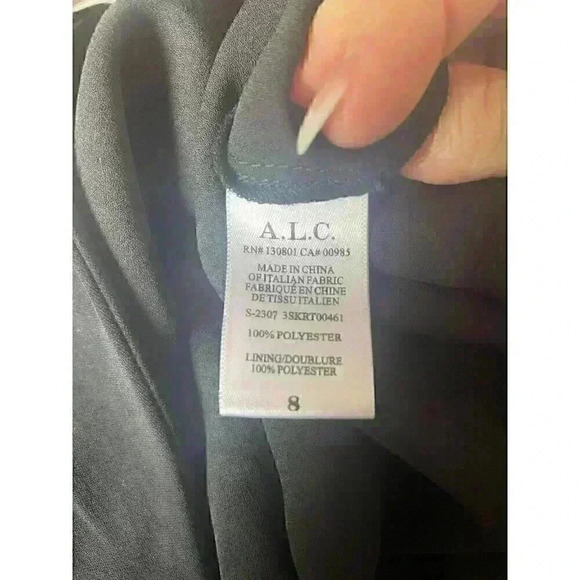 A.L.C.
RN# 130801 CA# 00985
MADE IN CHINA
OF ITALIAN FABRIC
FABRIQUÉ EN CHINE
DE TISSU ITALIEN
S-2307 3SKRT00461
100% POLYESTER
LINING/DOUBLURE
100% POLYESTER
8